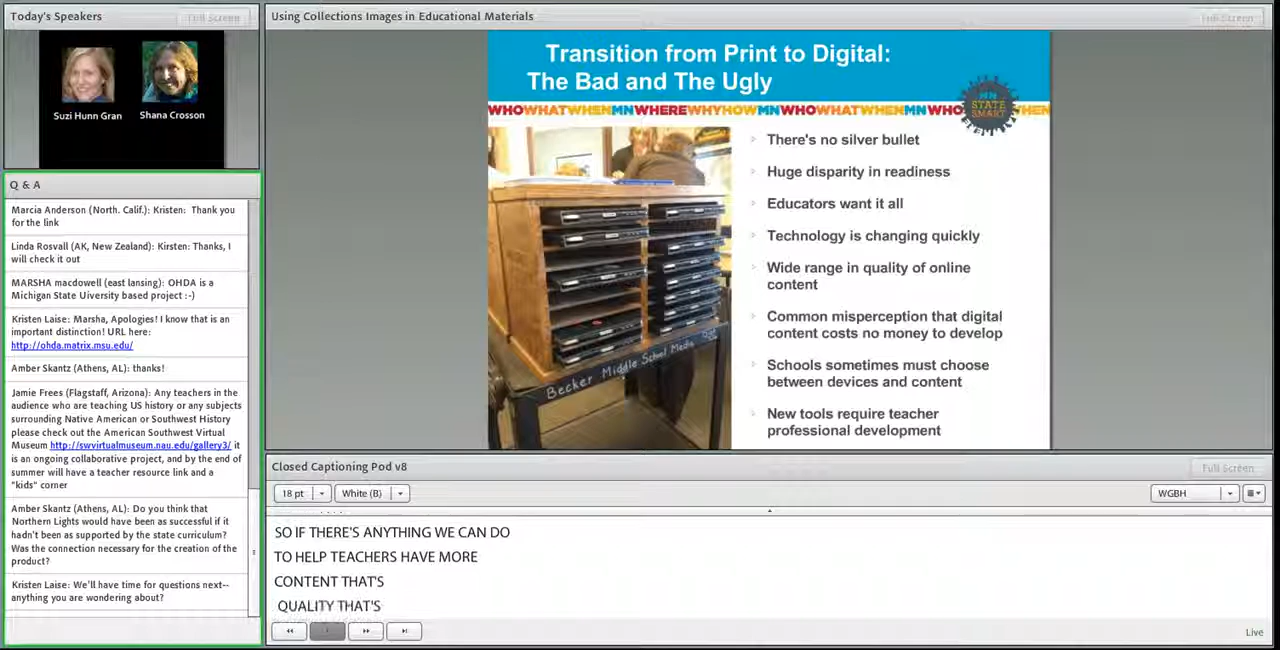 Today's Speakers
Full Screen
Suzi Hunn Gran
Shana Crosson
Q & A
Marcia Anderson (North. Calif.): Kristen: Thank you
for the link
Linda Rosvall (AK, New Zealand): Kirsten: Thanks, I
will check it out
MARSHA macdowell (east lansing): OHDA is a
Michigan State Uiversity based project :-)
Kristen Laise: Marsha, Apologies! I know that is an
important distinction! URL here:
http://ohda.matrix.msu.edu/
Amber Skantz (Athens, AL): thanks!
Jamie Frees (Flagstaff, Arizona): Any teachers in the
audience who are teaching US history or any subjects
surrounding Native American or Southwest History
please check out the American Southwest Virtual
Museum http://swvirtualmuseum.nau.edu/gallery3/ it
is an ongoing collaborative project, and by the end of
summer will have a teacher resource link and a
"kids" corner
Amber Skantz (Athens, AL): Do you think that
Northern Lights would have been as successful if it
hadn't been as supported by the state curriculum?
Was the connection necessary for the creation of the
product?
Kristen Laise: We'll have time for questions next--
anything you are wondering about?
Using Collections Images in Educational Materials
Full Screen
Transition from Print to Digital:
The Bad and The Ugly
WHOWHATWHENMNWHEREWHYHOWMNWHOWHATWHENMNWHO
HEN
MN
STATE
SMART
There's no silver bullet
Huge disparity in readiness
Educators want it all
Technology is changing quickly
Wide range in quality of online
content
Common misperception that digital
content costs no money to develop
Schools sometimes must choose
between devices and content
New tools require teacher
professional development
Becker Middle School Media
Closed Captioning Pod v8
Full Screen
18 pt
White (B)
WGBH
SO IF THERE'S ANYTHING WE CAN DO
TO HELP TEACHERS HAVE MORE
CONTENT THAT'S
QUALITY THAT'S
Live